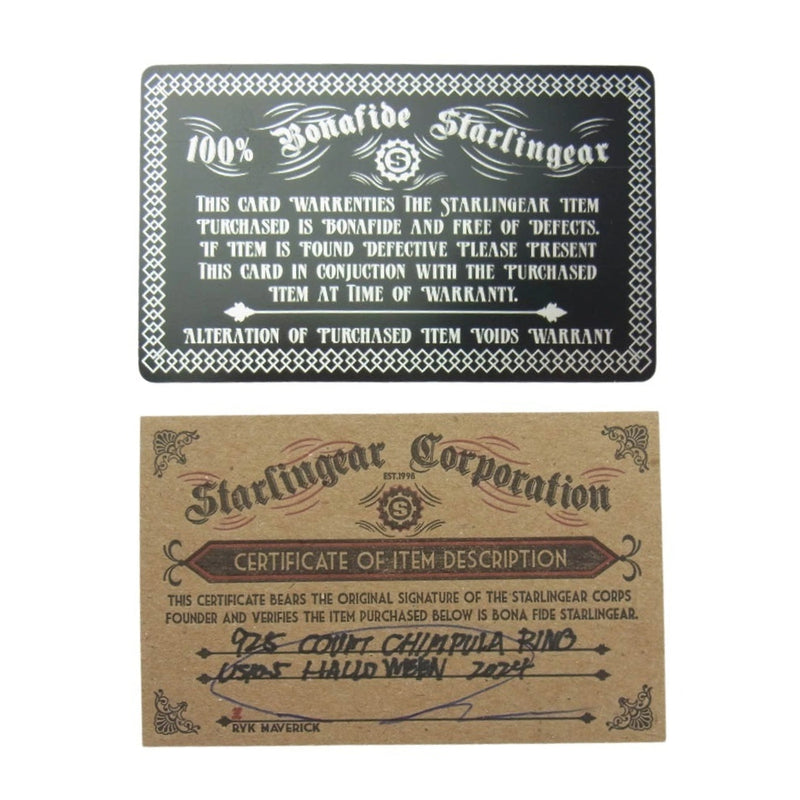 100% Bonafide Starlingear
S
THIS CARD WARRENTIES THE STARLINGEAR ITEM
PURCHASED IS BONAFIDE AND FREE OF DEFECTS.
IF ITEM IS FOUND DEFECTIVE PLEASE PRESENT
THIS CARD IN CONJUCTION WITH THE PURCHASED
ITEM AT TIME OF WARRANTY.
ALTERATION OF PURCHASED ITEM VOIDS WARRANY
Starlingear Corporation
EST.1998
S
CERTIFICATE OF ITEM DESCRIPTION
THIS CERTIFICATE BEARS THE ORIGINAL SIGNATURE OF THE STARLINGEAR CORPS
FOUNDER AND VERIFIES THE ITEM PURCHASED BELOW IS BONA FIDE STARLINGEAR.
925 COUNT CHIMPULA RING
HALLOWEEN 2024
RYK MAVERICK